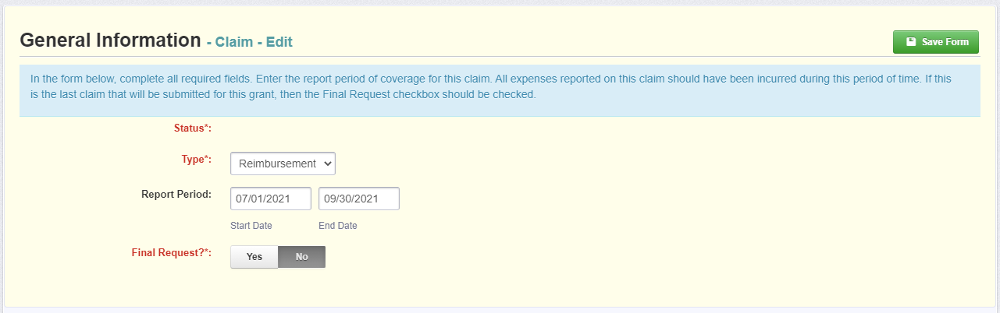 General Information - Claim - Edit
Save Form
In the form below, complete all required fields. Enter the report period of coverage for this claim. All expenses reported on this claim should have been incurred during this period of time. If this
is the last claim that will be submitted for this grant, then the Final Request checkbox should be checked.
Status*:
Type*: Reimbursement
Report Period: 07/01/2021 09/30/2021
Start Date End Date
Final Request?*: Yes No